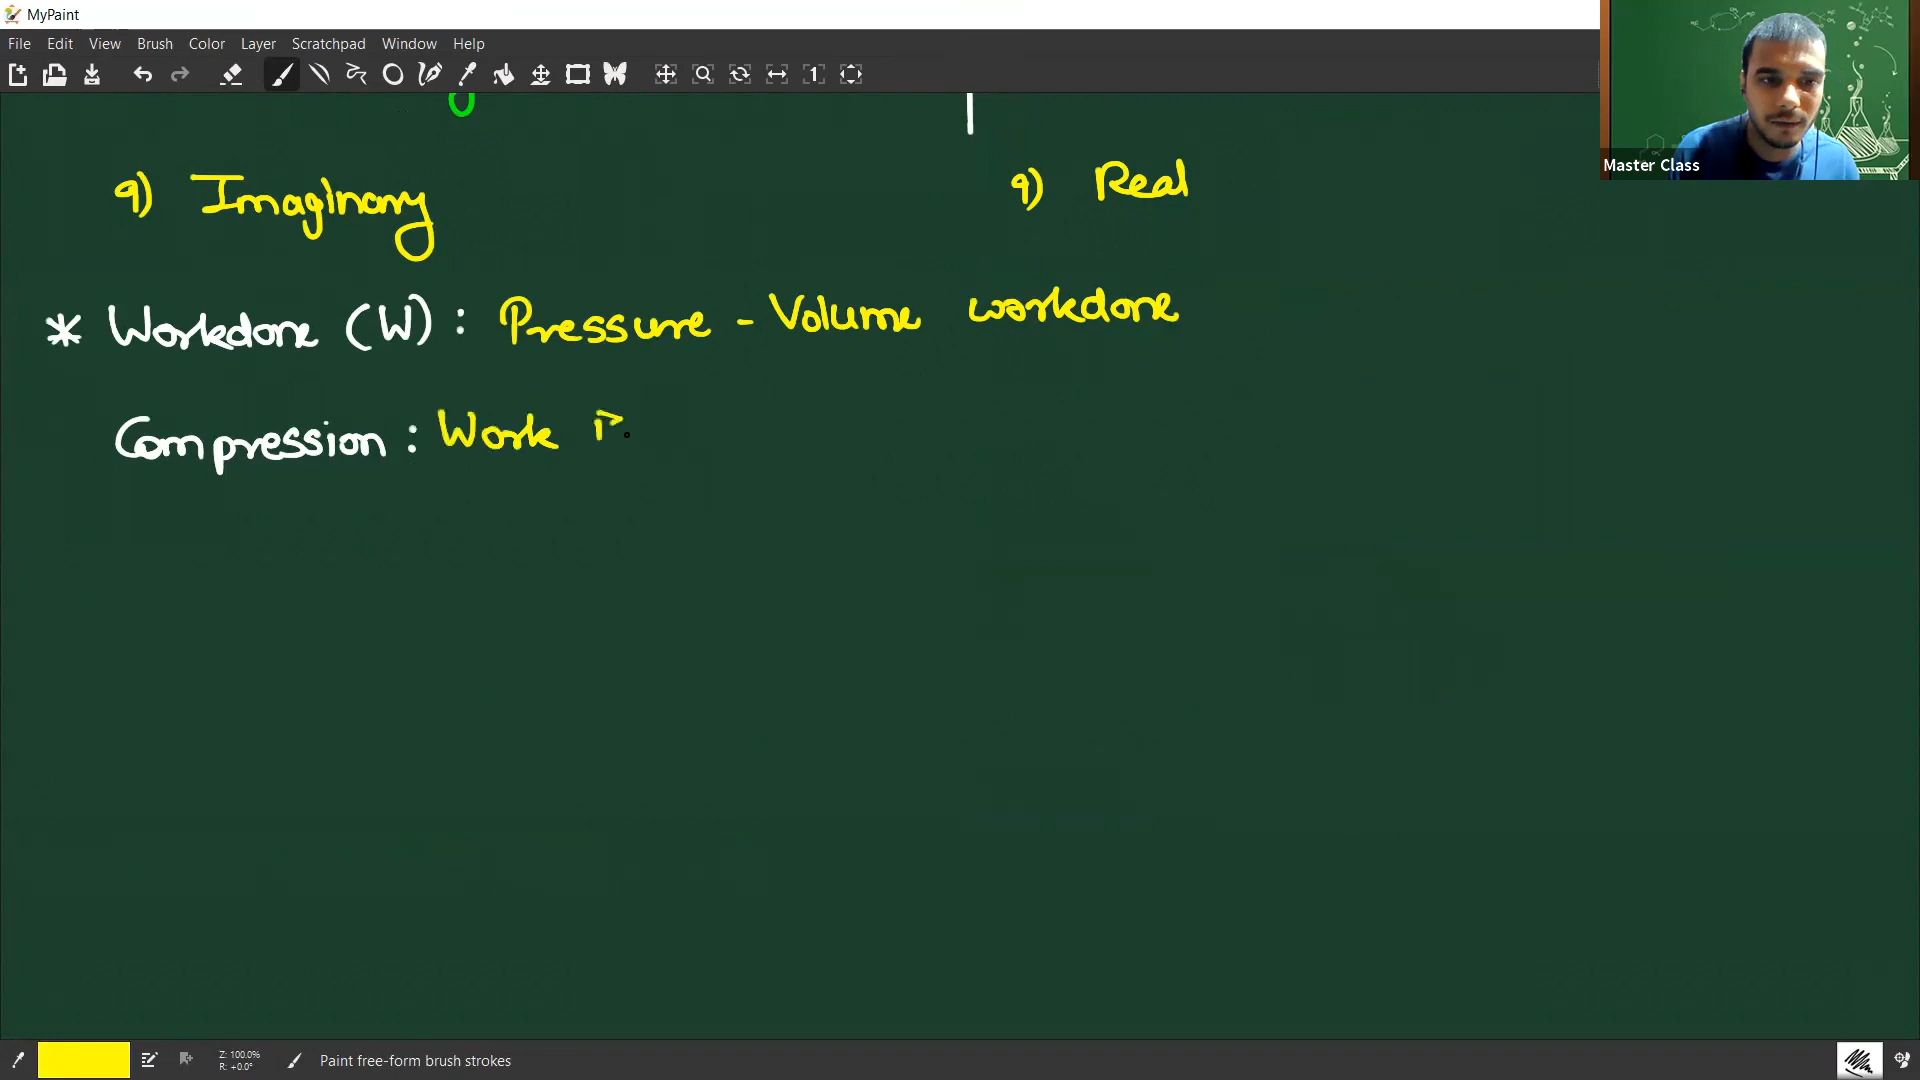 MyPaint
File Edit View Brush Color Layer Scratchpad Window Help
Master Class
9) Imaginary
9) Real
* Workdone (W) : Pressure - Volume workdone
Compression : Work
Z: 100.0%
R: +0.0°
Paint free-form brush strokes